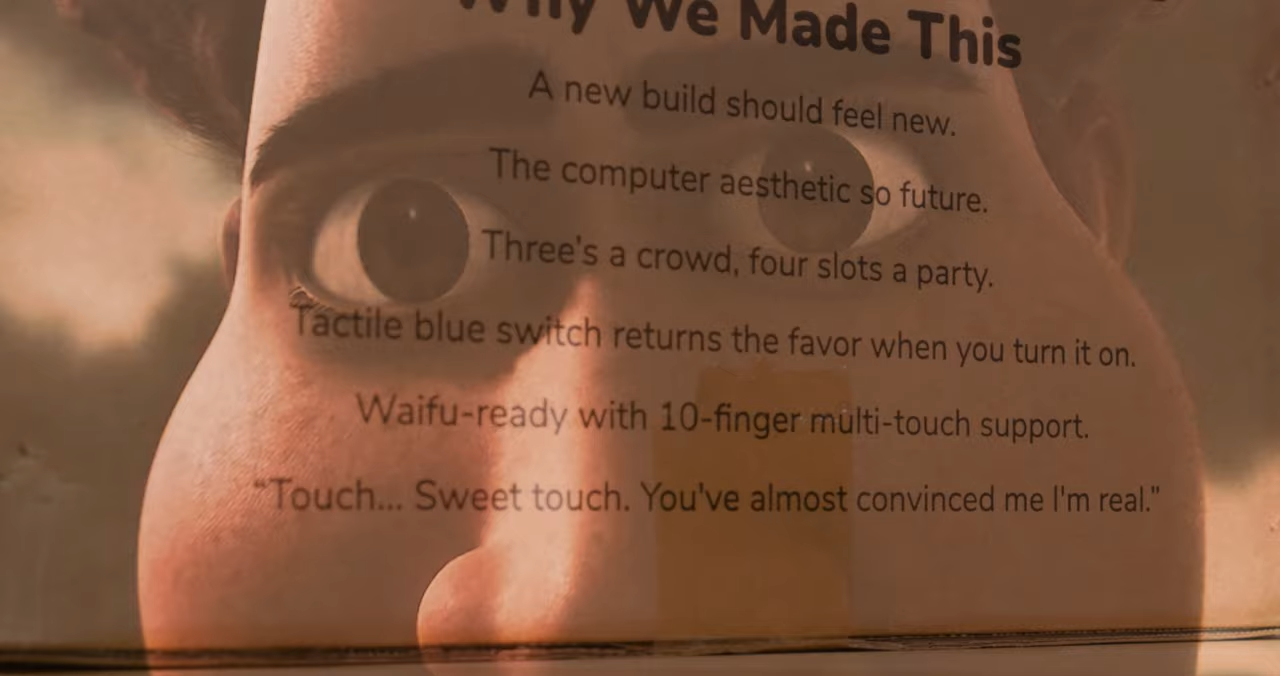 Why We Made This
A new build should feel new.
The computer aesthetic so future.
Three's a crowd, four slots a party.
Tactile blue switch returns the favor when you turn it on.
Waifu-ready with 10-finger multi-touch support.
"Touch... Sweet touch. You've almost convinced me I'm real."